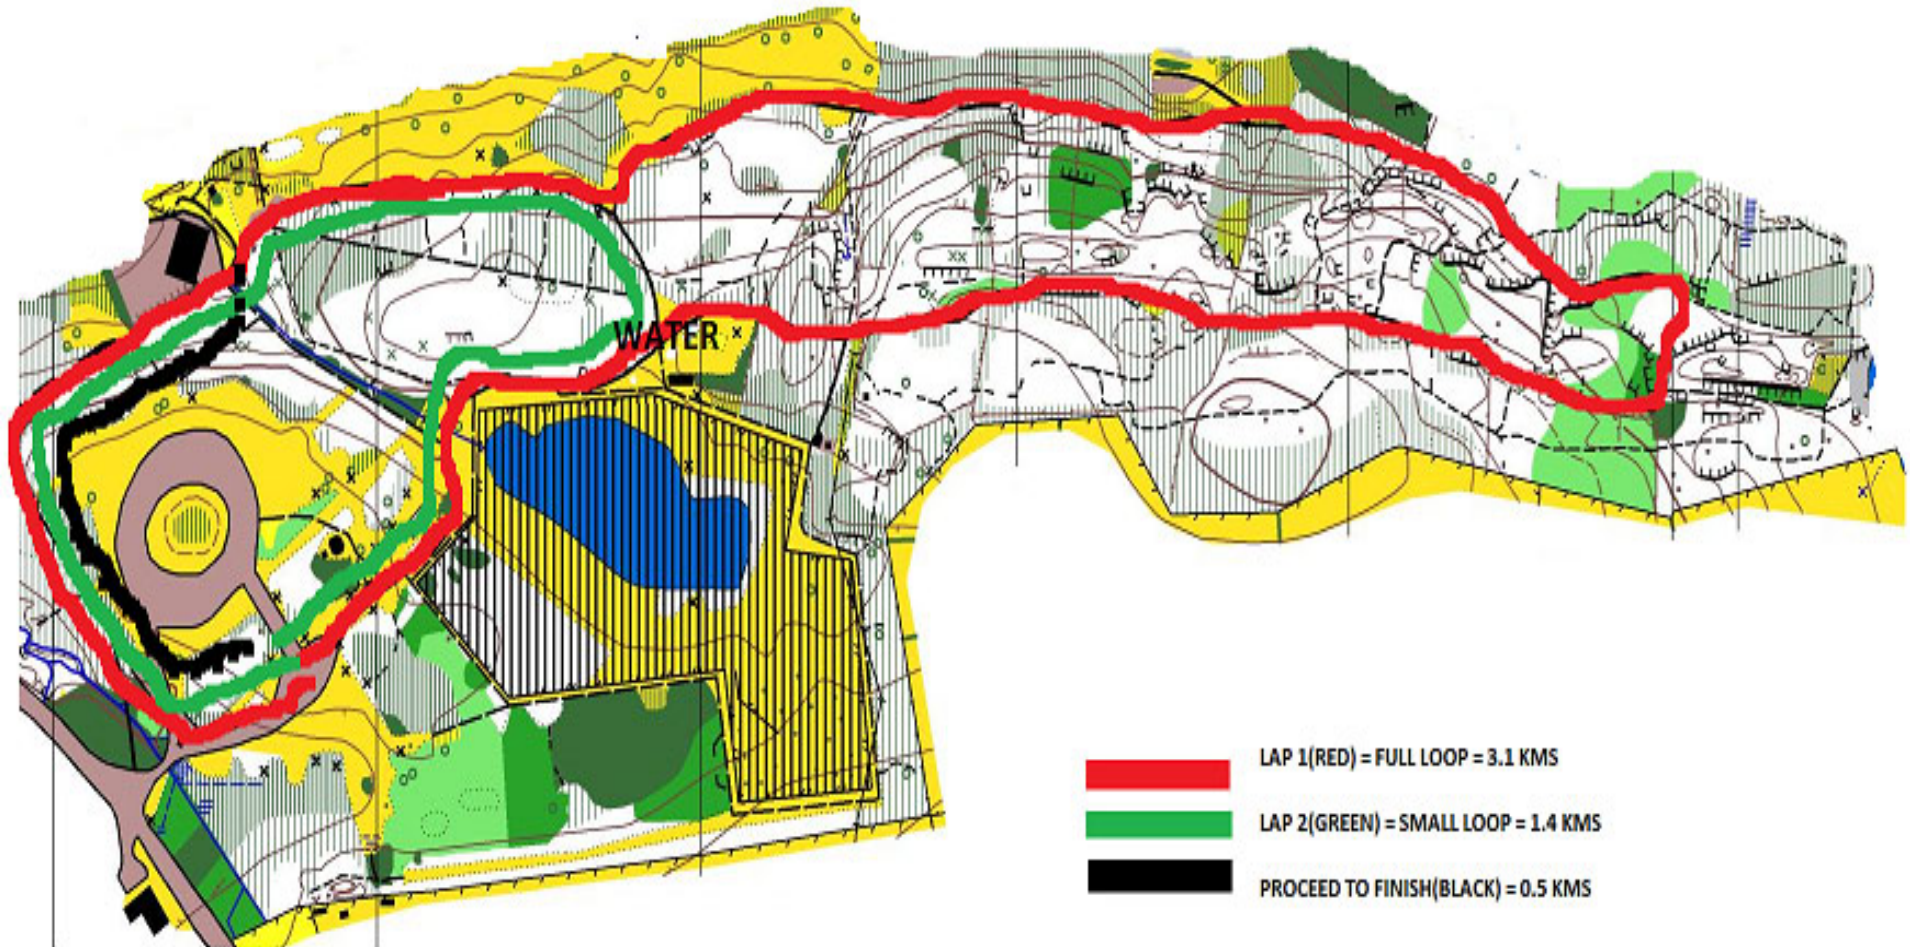 WATER
LAP 1(RED) = FULL LOOP = 3.1 KMS
LAP 2(GREEN) = SMALL LOOP = 1.4 KMS
PROCEED TO FINISH(BLACK) = 0.5 KMS